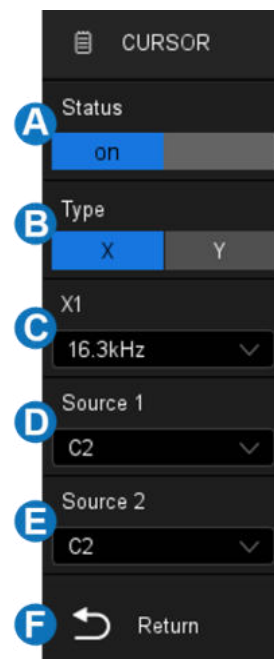 CURSOR
A
Status
on
B
Type
X Y
X1
C
16.3kHz
Source 1
D
C2
Source 2
E
C2
F
Return